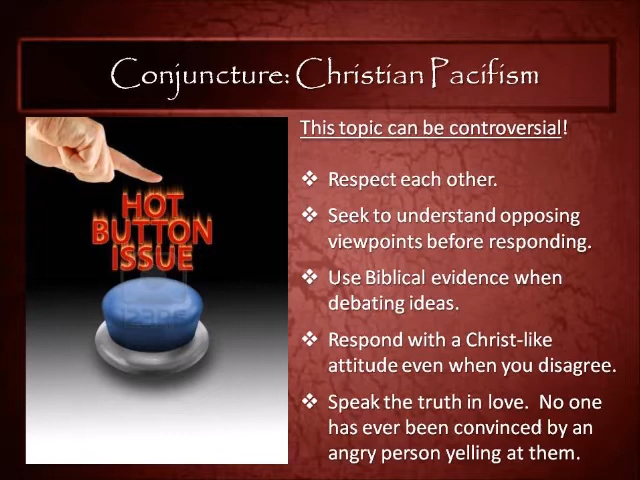 Conjuncture: Christian Pacifism
This topic can be controversial!
HOT
BUTTON
ISSUE
❖ Respect each other.
❖ Seek to understand opposing
viewpoints before responding.
❖ Use Biblical evidence when
debating ideas.
❖ Respond with a Christ-like
attitude even when you disagree.
❖ Speak the truth in love.  No one
has ever been convinced by an
angry person yelling at them.